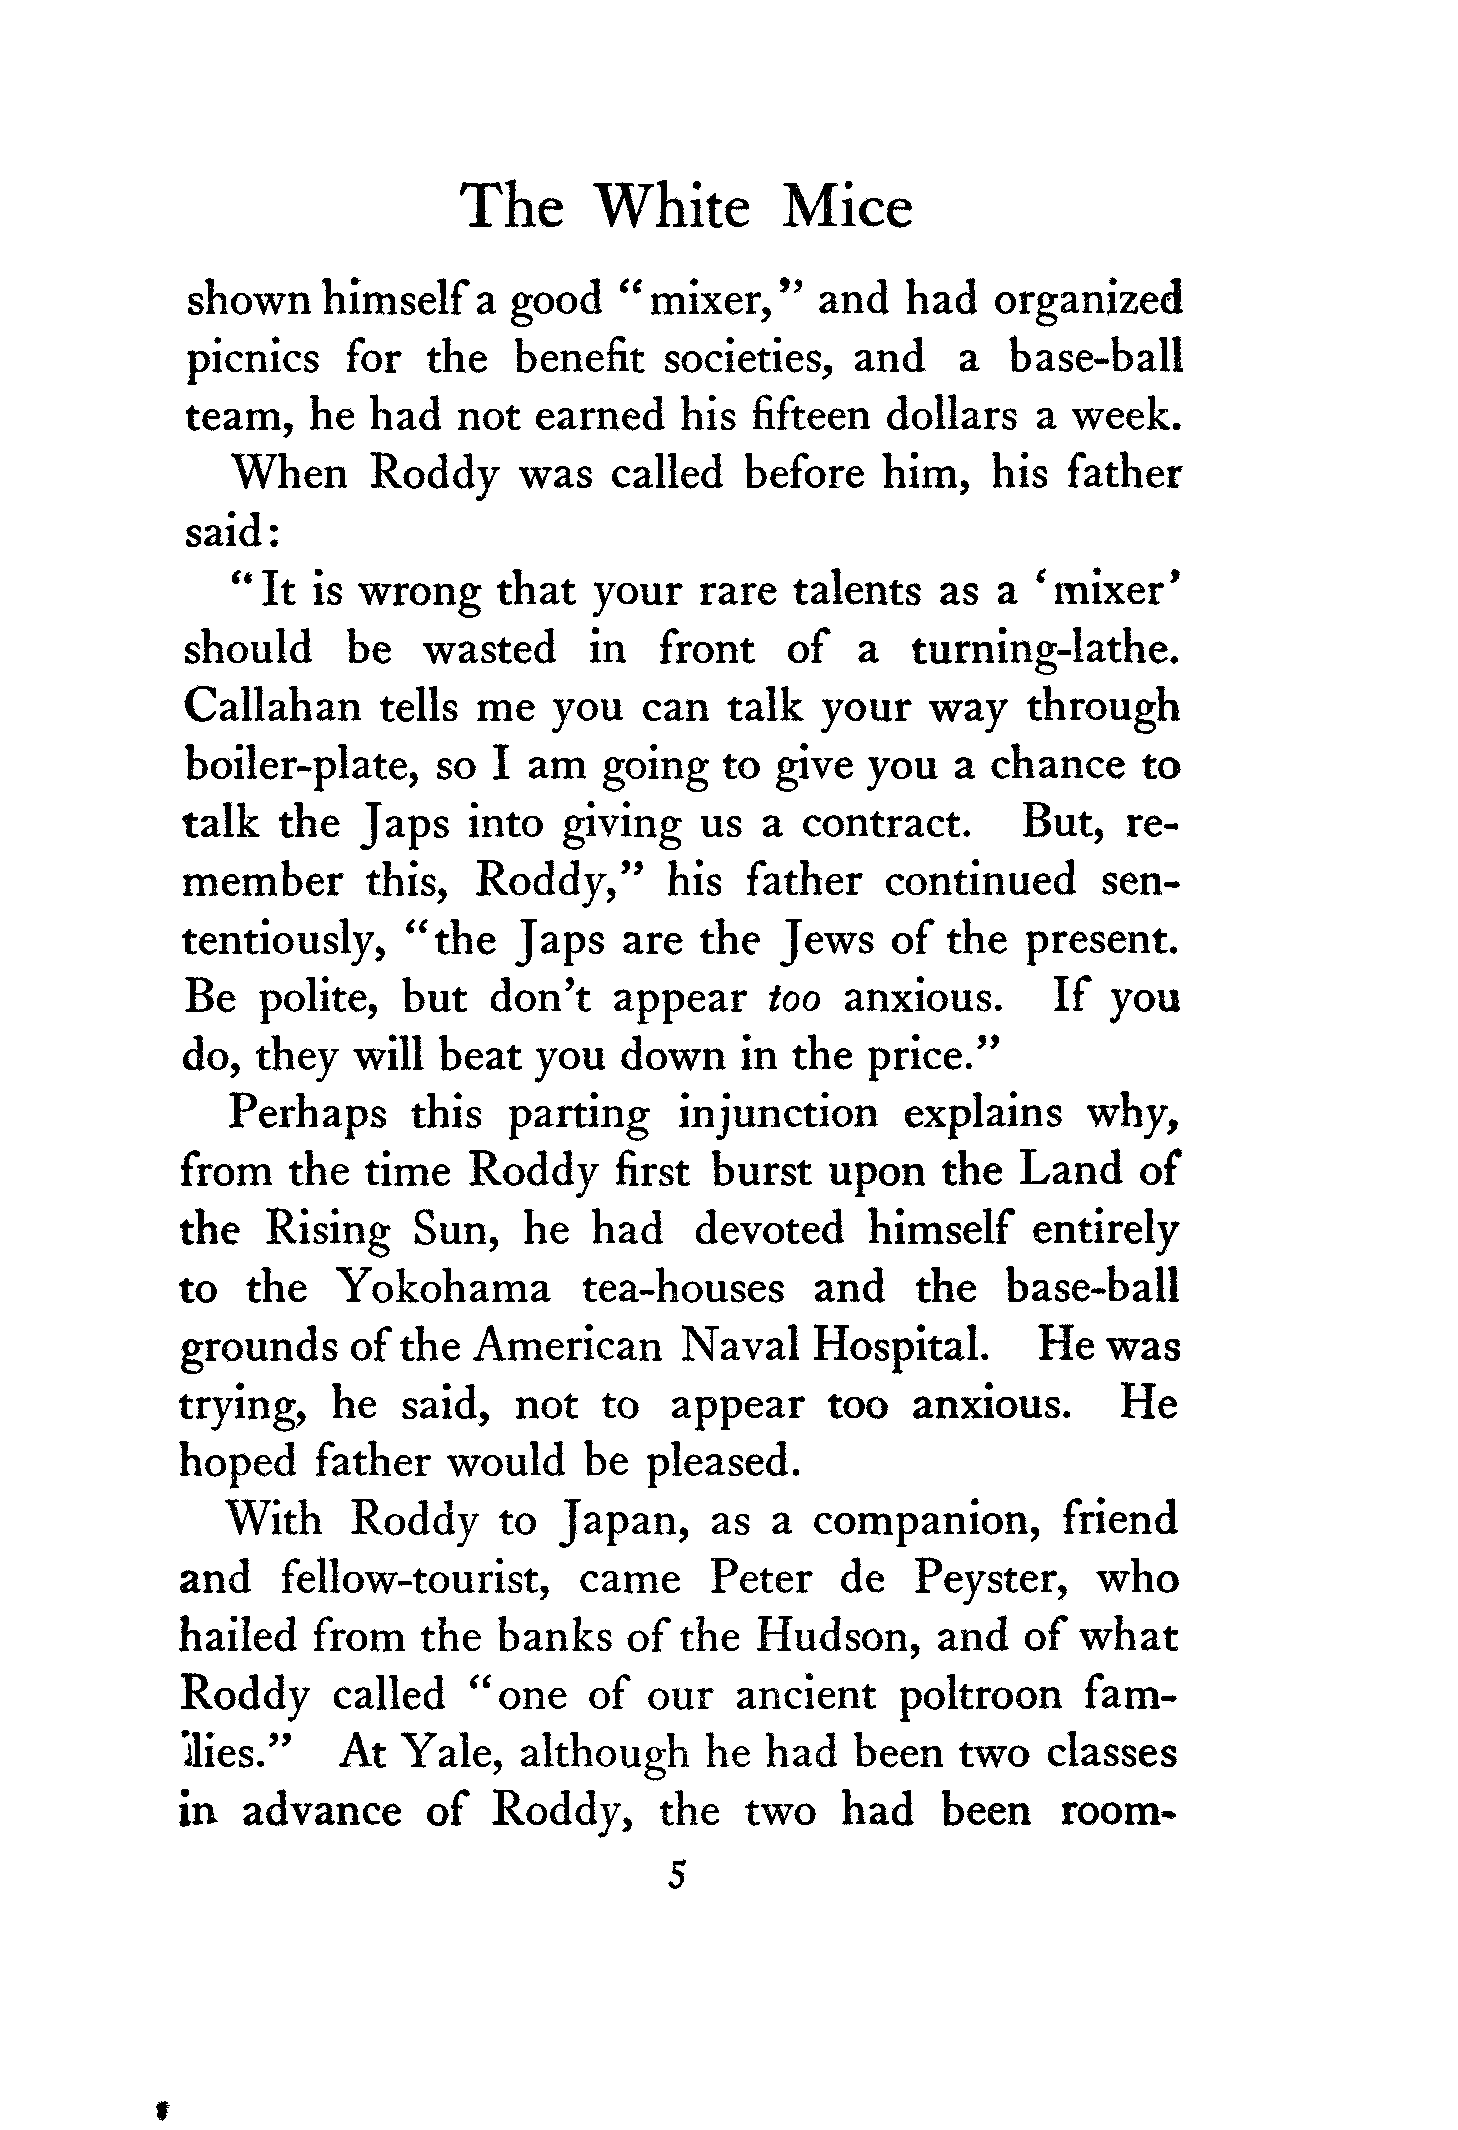 The White Mice
shown himself a good “mixer,” and had organized
picnics for the benefit societies, and a base-ball
team, he had not earned his fifteen dollars a week.
When Roddy was called before him, his father
said:
“It is wrong that your rare talents as a ‘mixer’
should be wasted in front of a turning-lathe.
Callahan tells me you can talk your way through
boiler-plate, so I am going to give you a chance to
talk the Japs into giving us a contract. But, re-
member this, Roddy,” his father continued sen-
tentiously, “the Japs are the Jews of the present.
Be polite, but don’t appear too anxious. If you
do, they will beat you down in the price.”
Perhaps this parting injunction explains why,
from the time Roddy first burst upon the Land of
the Rising Sun, he had devoted himself entirely
to the Yokohama tea-houses and the base-ball
grounds of the American Naval Hospital. He was
trying, he said, not to appear too anxious. He
hoped father would be pleased.
With Roddy to Japan, as a companion, friend
and fellow-tourist, came Peter de Peyster, who
hailed from the banks of the Hudson, and of what
Roddy called “one of our ancient poltroon fam-
ilies.” At Yale, although he had been two classes
in advance of Roddy, the two had been room-
5